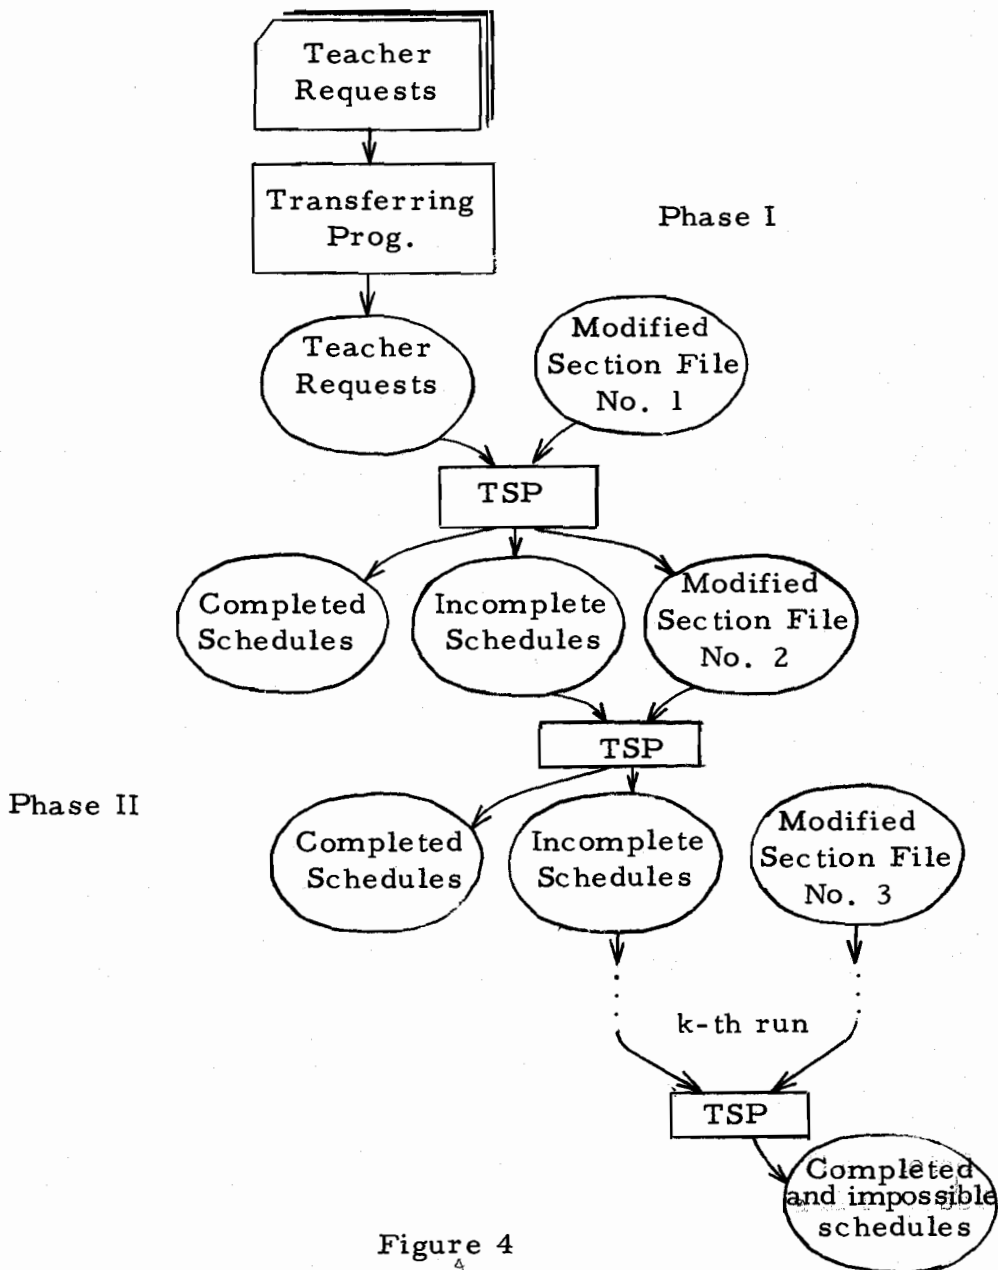 Teacher
Requests
Transferring
Prog.
Phase I
Teacher
Requests
Modified
Section File
No. 1
TSP
Completed
Schedules
Incomplete
Schedules
Modified
Section File
No. 2
TSP
Phase II
Completed
Schedules
Incomplete
Schedules
Modified
Section File
No. 3
k-th run
TSP
Completed
and impossible
schedules
Figure 4